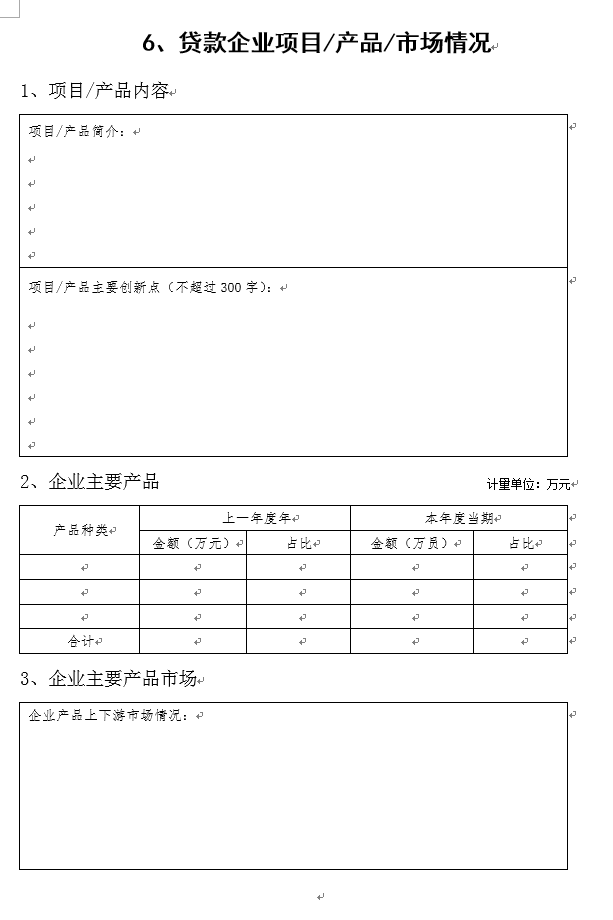 6、贷款企业项目/产品/市场情况
1、项目/产品内容
项目/产品简介：
项目/产品主要创新点（不超过 300 字）：
2、企业主要产品 计量单位：万元
产品种类 上一年度年 本年度当期
金额（万元） 占比 金额（万员） 占比
合计
3、企业主要产品市场
企业产品上下游市场情况：